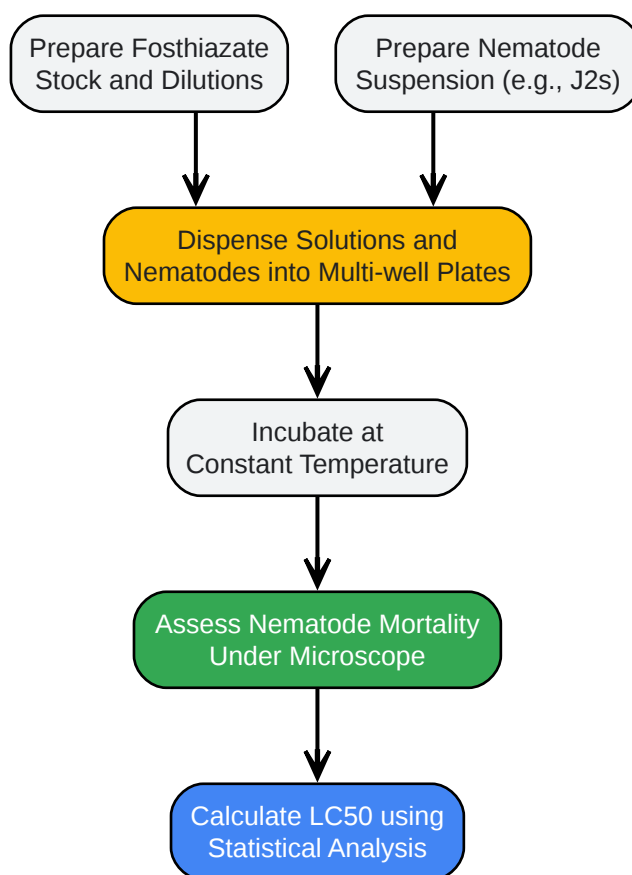 Prepare Fosthiazate
Stock and Dilutions
Prepare Nematode
Suspension (e.g., J2s)
Dispense Solutions and
Nematodes into Multi-well Plates
Incubate at
Constant Temperature
Assess Nematode Mortality
Under Microscope
Calculate LC50 using
Statistical Analysis